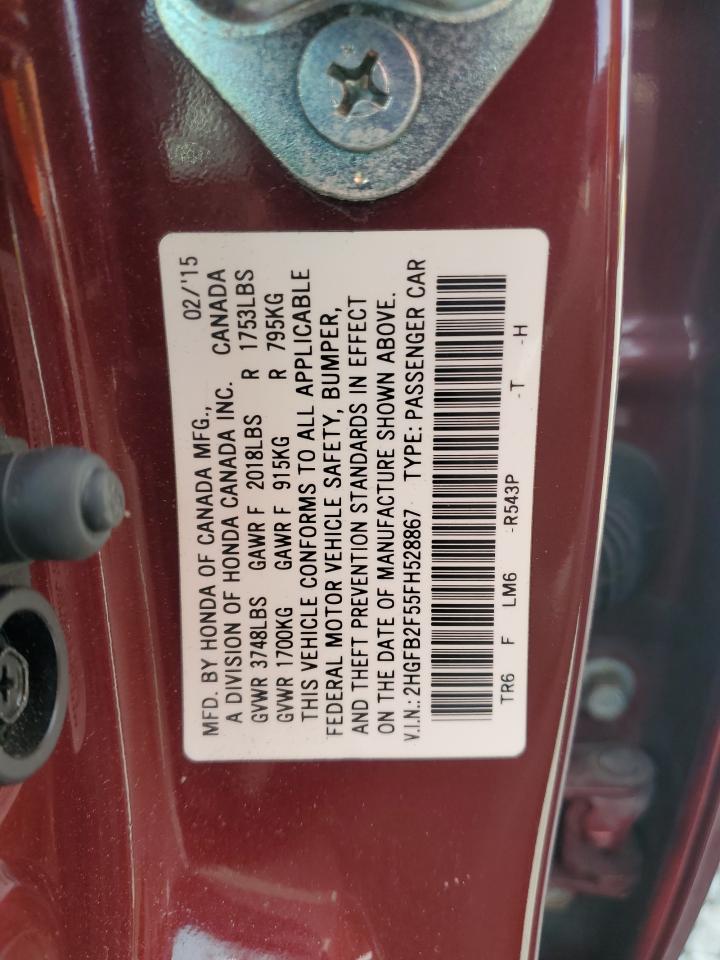 MFD. BY HONDA OF CANADA MFG., 02/'15
A DIVISION OF HONDA CANADA INC. CANADA
GVWR 3748LBS GAWR F 2018LBS R 1753LBS
GVWR 1700KG GAWR F 915KG R 795KG
THIS VEHICLE CONFORMS TO ALL APPLICABLE
FEDERAL MOTOR VEHICLE SAFETY, BUMPER,
AND THEFT PREVENTION STANDARDS IN EFFECT
ON THE DATE OF MANUFACTURE SHOWN ABOVE.
V.I.N.: 2HGFB2F55FH528867 TYPE: PASSENGER CAR
TR6 F LM6 -R543P -T -H